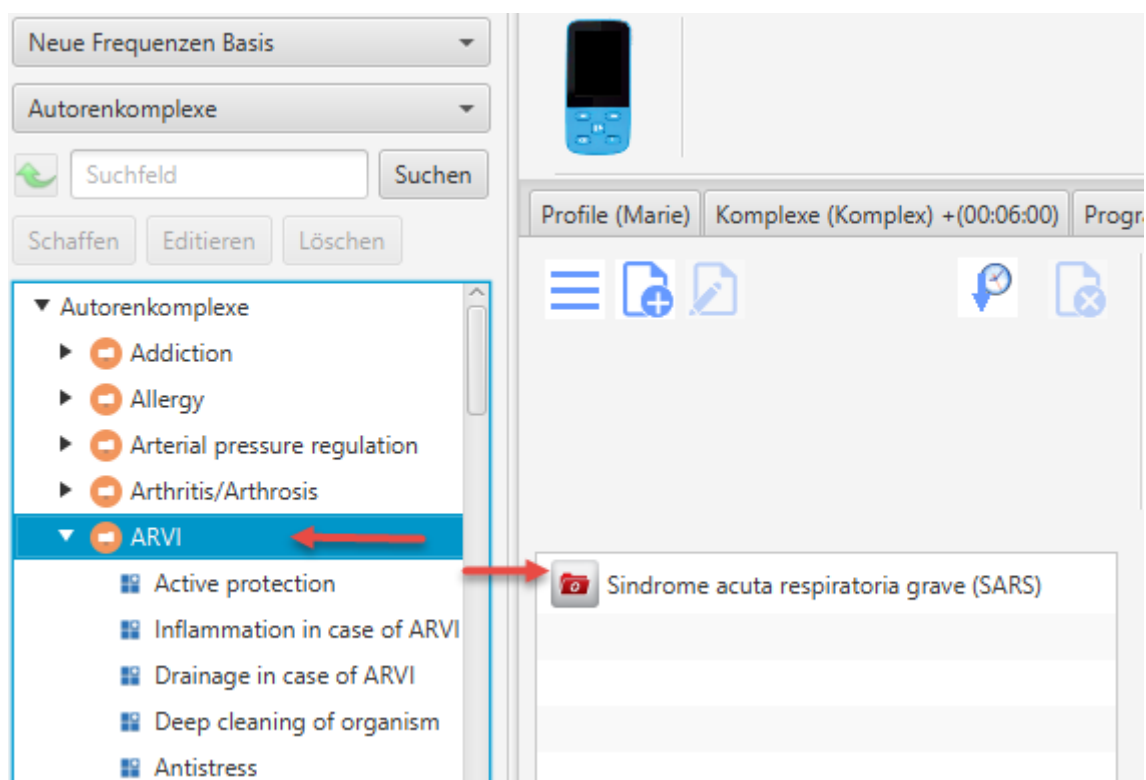 Neue Frequenzen Basis
Autorenkomplexe
Suchfeld
Suchen
Schaffen
Editieren
Löschen
Autorenkomplexe
Addiction
Allergy
Arterial pressure regulation
Arthritis/Arthrosis
ARVI
Active protection
Inflammation in case of ARVI
Drainage in case of ARVI
Deep cleaning of organism
Antistress
Profile (Marie)
Komplexe (Komplex) +(00:06:00)
Progr
Sindrome acuta respiratoria grave (SARS)